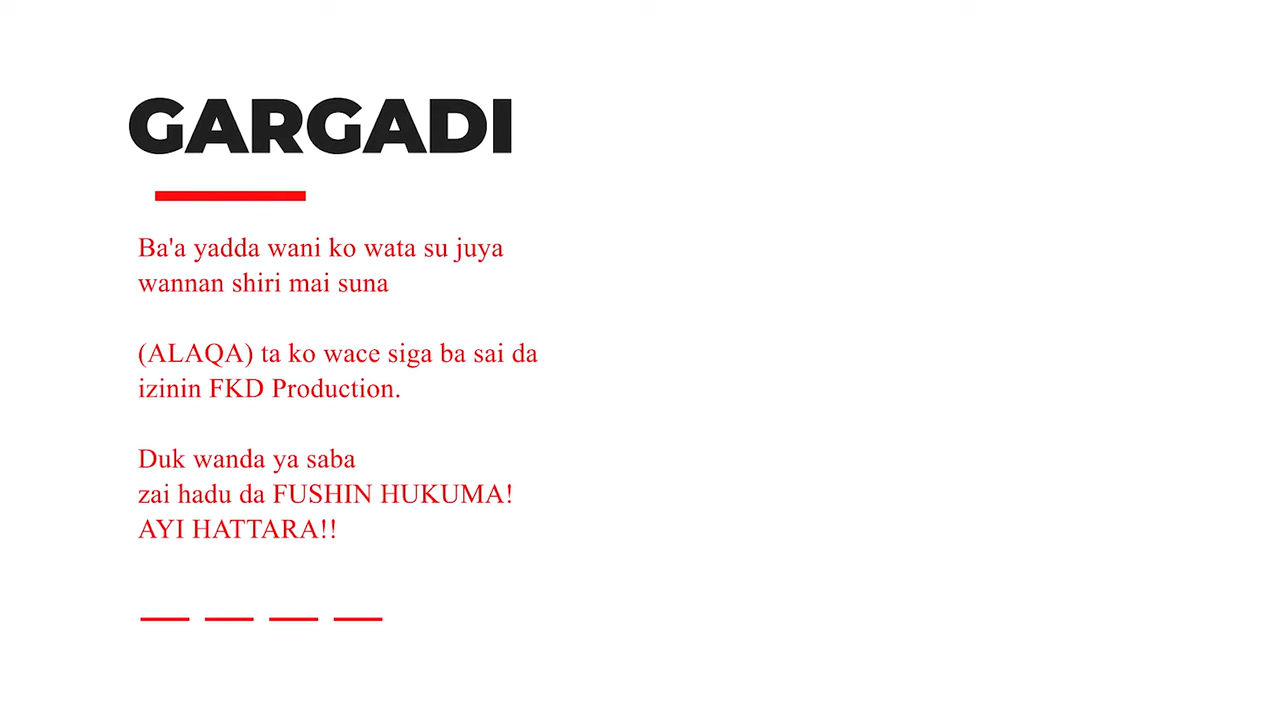 GARGADI
Ba'a yadda wani ko wata su juya
wannan shiri mai suna
(ALAQA) ta ko wace siga ba sai da
izinin FKD Production.
Duk wanda ya saba
zai hadu da FUSHIN HUKUMA!
AYI HATTARA!!